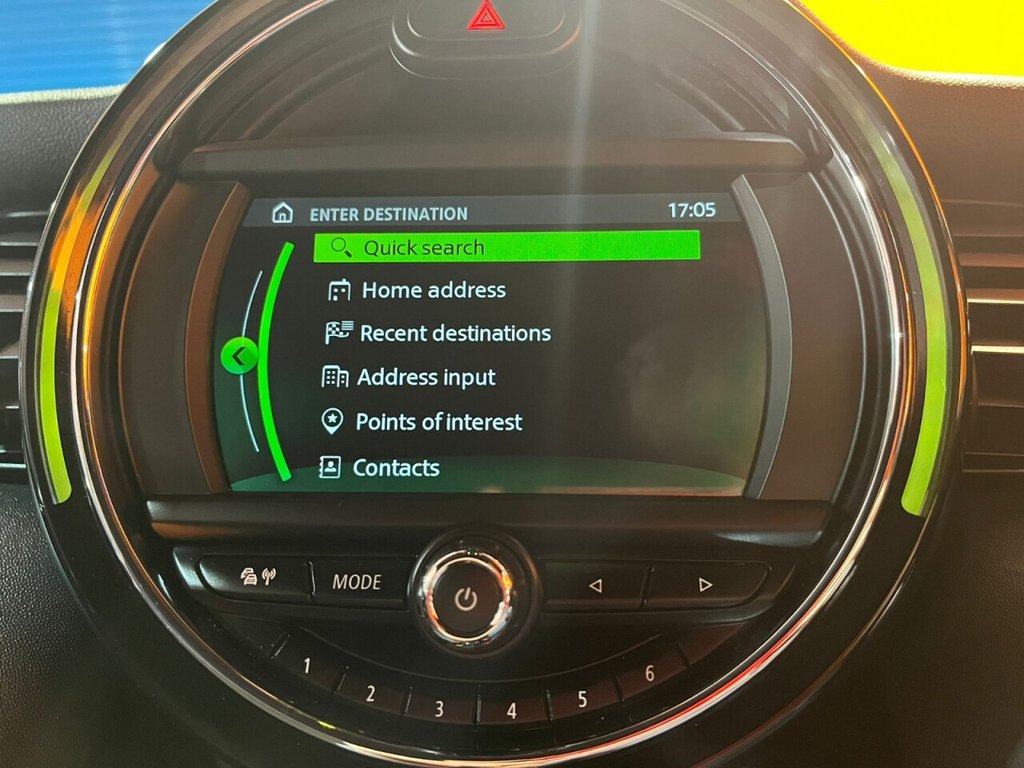 ENTER DESTINATION 17:05
Quick search
Home address
Recent destinations
Address input
Points of interest
Contacts
MODE
1 2 3 4 5 6